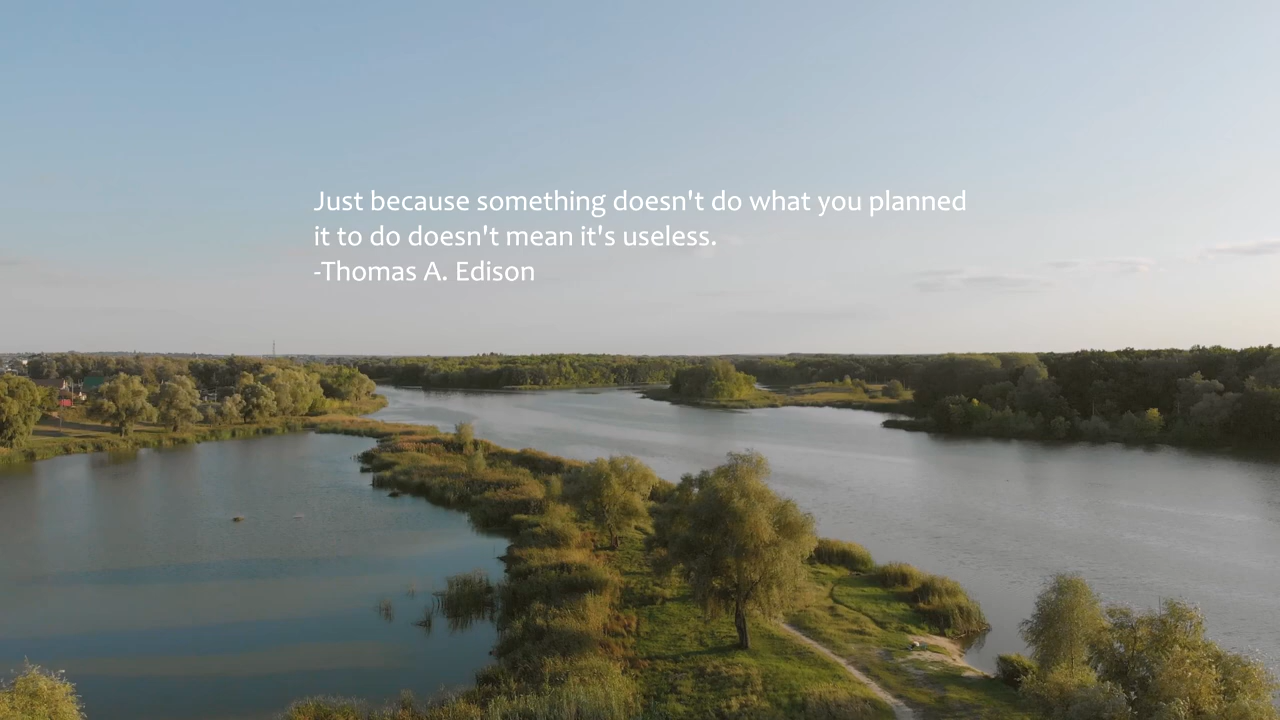 Just because something doesn't do what you planned
it to do doesn't mean it's useless.
-Thomas A. Edison